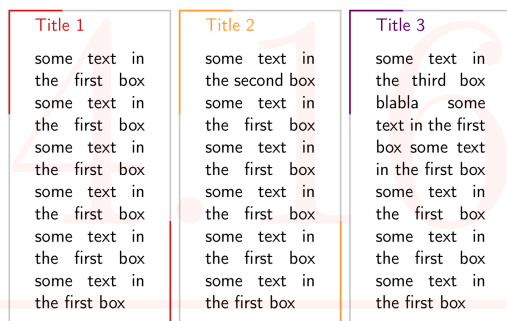 Title 1
some text in
the first box
some text in
the first box
some text in
the first box
some text in
the first box
some text in
the first box
some text in
the first box
Title 2
some text in
the second box
some text in
the first box
some text in
the first box
some text in
the first box
some text in
the first box
some text in
the first box
Title 3
some text in
the third box
blabla some
text in the first
box some text
in the first box
some text in
the first box
some text in
the first box
some text in
the first box
4.16